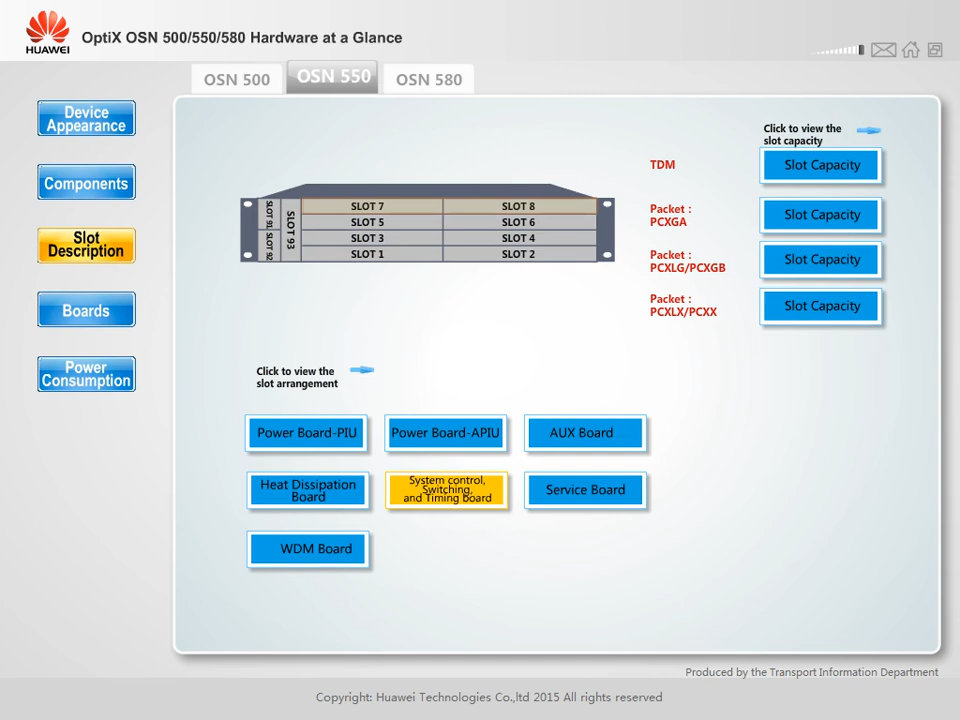 HUAWEI
OptiX OSN 500/550/580 Hardware at a Glance
OSN 500
OSN 550
OSN 580
Device
Appearance
Components
Slot
Description
Boards
Power
Consumption
Click to view the
slot capacity
TDM
Slot Capacity
Packet :
PCXGA
Slot Capacity
Packet :
PCXLG/PCXGB
Slot Capacity
Packet :
PCXLX/PCXX
Slot Capacity
SLOT 91
SLOT 92
SLOT 93
SLOT 7
SLOT 8
SLOT 5
SLOT 6
SLOT 3
SLOT 4
SLOT 1
SLOT 2
Click to view the
slot arrangement
Power Board-PIU
Power Board-APIU
AUX Board
Heat Dissipation
Board
System control,
Switching,
and Timing board
Service Board
WDM Board
Produced by the Transport Information Department
Copyright: Huawei Technologies Co.,ltd 2015 All rights reserved